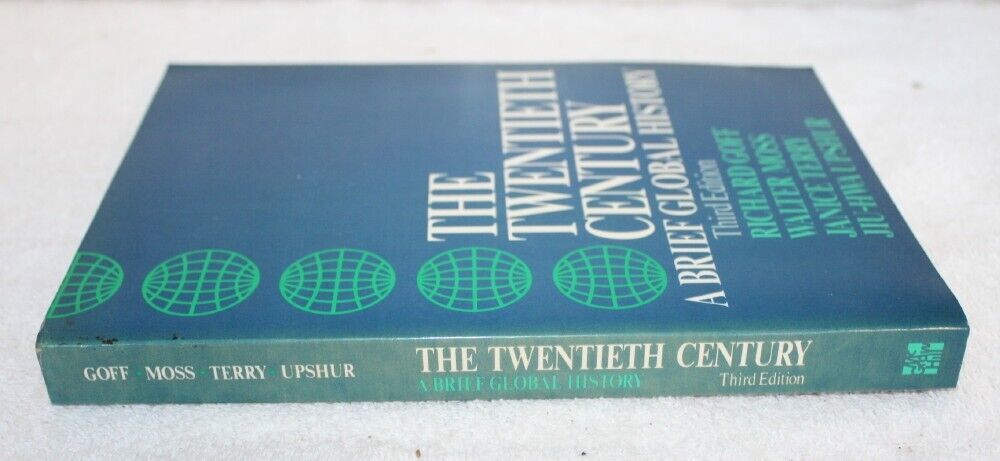 THE
TWENTIETH
CENTURY
A BRIEF GLOBAL HISTORY
Third Edition
RICHARD GOFF
WALTER MOSS
JANICE TERRY
JIU-HWA UPSHUR
GOFF · MOSS · TERRY · UPSHUR
THE TWENTIETH CENTURY
A BRIEF GLOBAL HISTORY
Third Edition